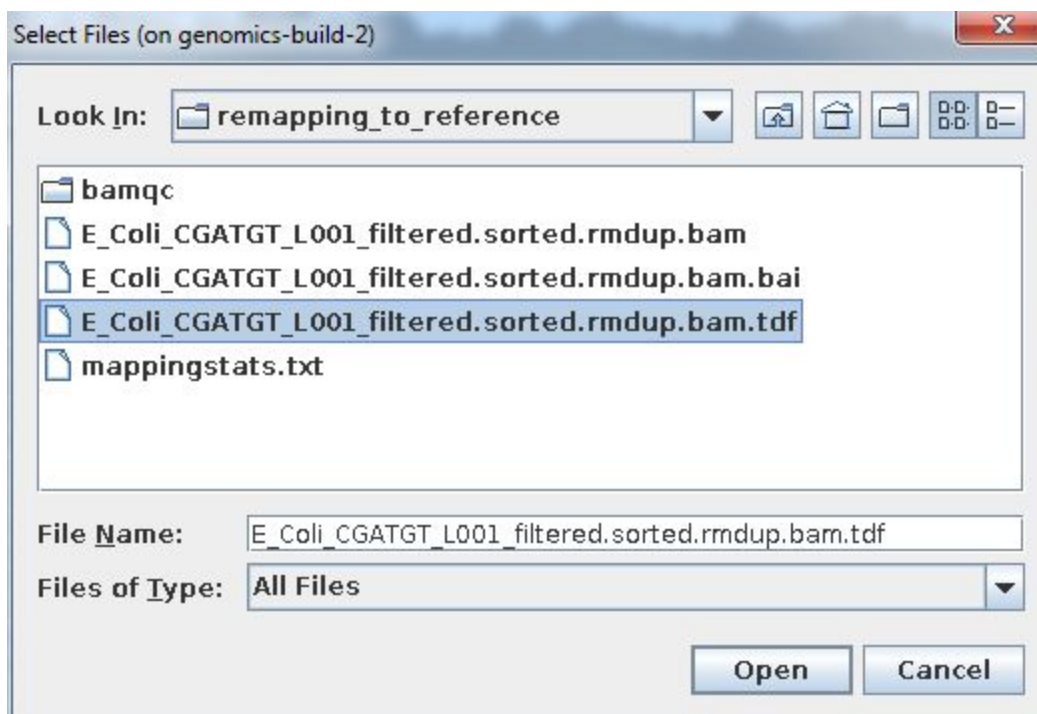 Select Files (on genomics-build-2)
Look In: remapping_to_reference
bamqc
E_Coli_CGATGT_L001_filtered.sorted.rmdup.bam
E_Coli_CGATGT_L001_filtered.sorted.rmdup.bam.bai
E_Coli_CGATGT_L001_filtered.sorted.rmdup.bam.tdf
mappingstats.txt
File Name: E_Coli_CGATGT_L001_filtered.sorted.rmdup.bam.tdf
Files of Type: All Files
Open Cancel